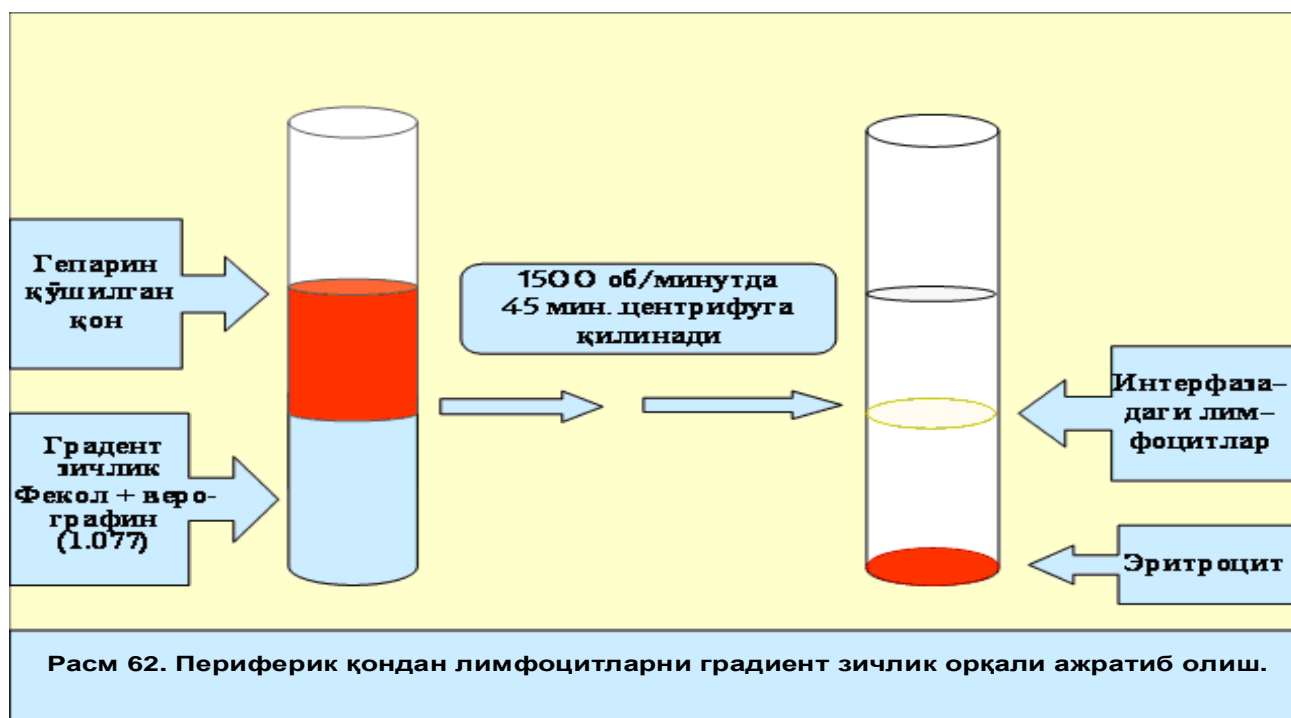 Гепарин
қўшилган
қон
Градент
зичлик
Фекол + веро-
графин
(1.077)
1500 об/минутда
45 мин. центрифуга
қилинади
Интерфаза–
даги лим–
фоцитлар
Эритроцит
Расм 62. Периферик қондан лимфоцитларни градиент зичлик орқали ажратиб олиш.